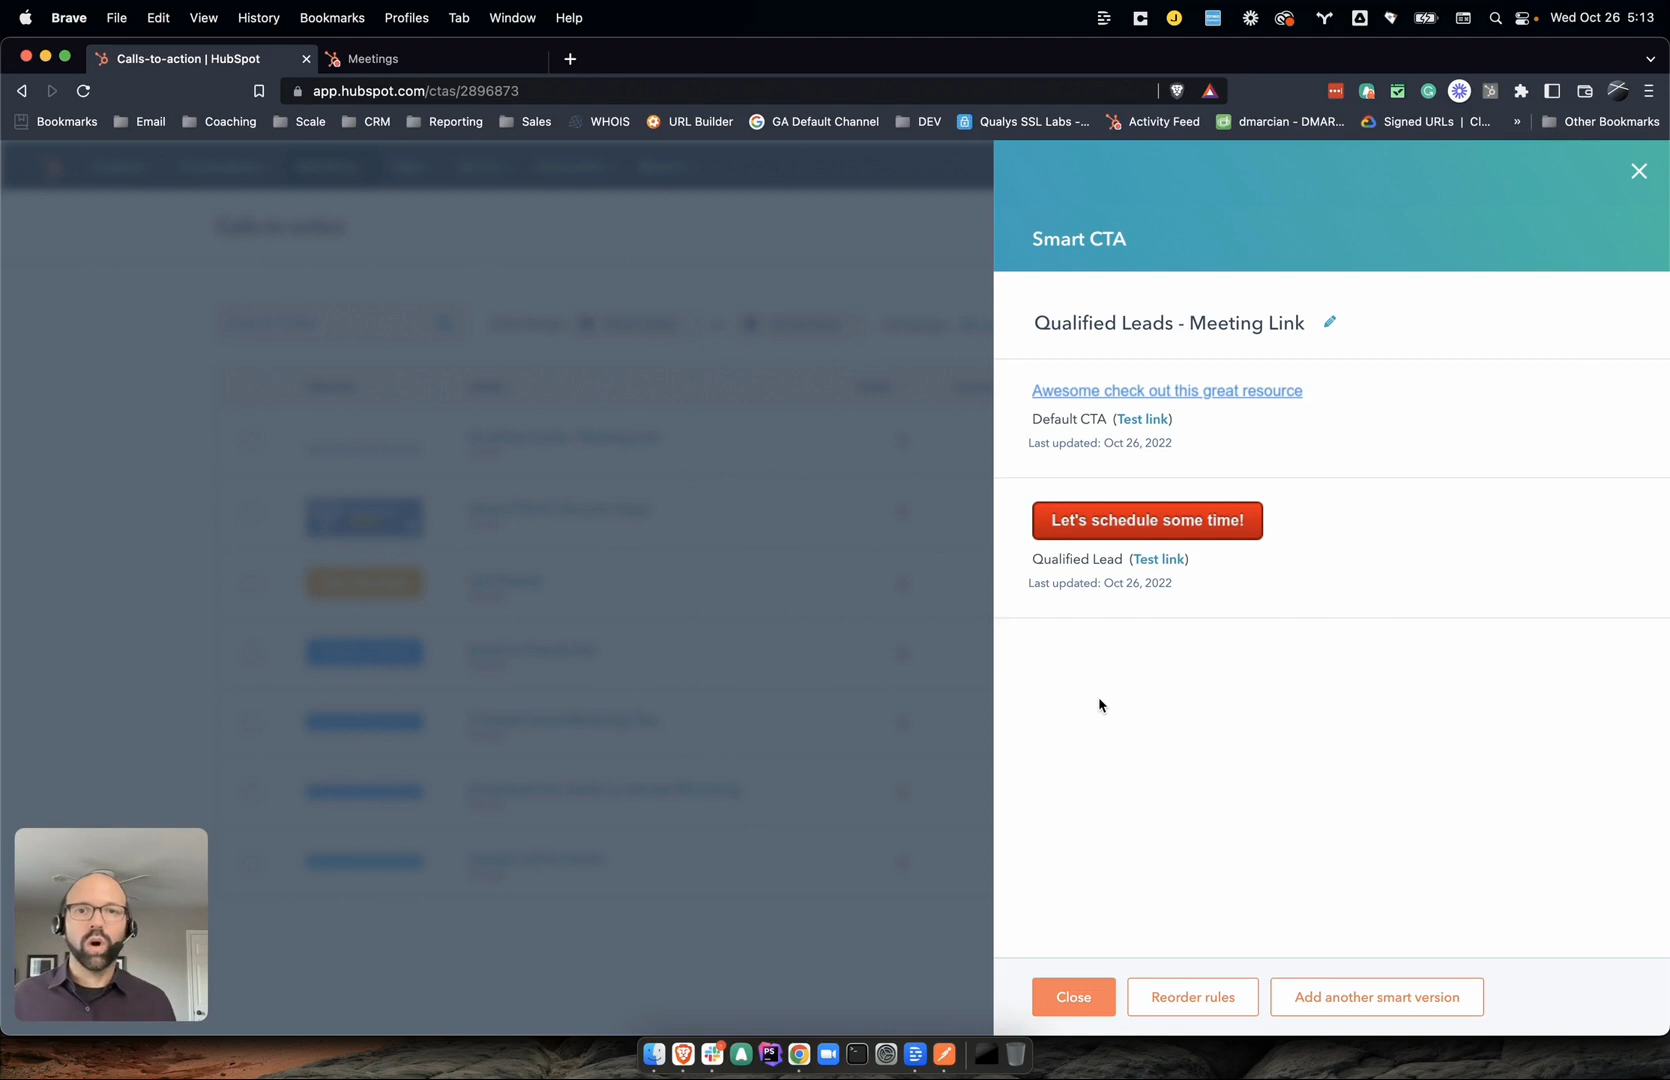 Brave File Edit View History Bookmarks Profiles Tab Window Help
Wed Oct 26 5:13
Calls-to-action | HubSpot
Meetings
app.hubspot.com/ctas/2896873
Bookmarks Email Coaching Scale CRM Reporting Sales WHOIS URL Builder GA Default Channel DEV Qualys SSL Labs -... Activity Feed dmarcian - DMAR... Signed URLs | Cl... » Other Bookmarks
Calls-to-action
Smart CTA
Qualified Leads - Meeting Link
Awesome check out this great resource
Default CTA (Test link)
Last updated: Oct 26, 2022
Let's schedule some time!
Qualified Lead (Test link)
Last updated: Oct 26, 2022
Close
Reorder rules
Add another smart version